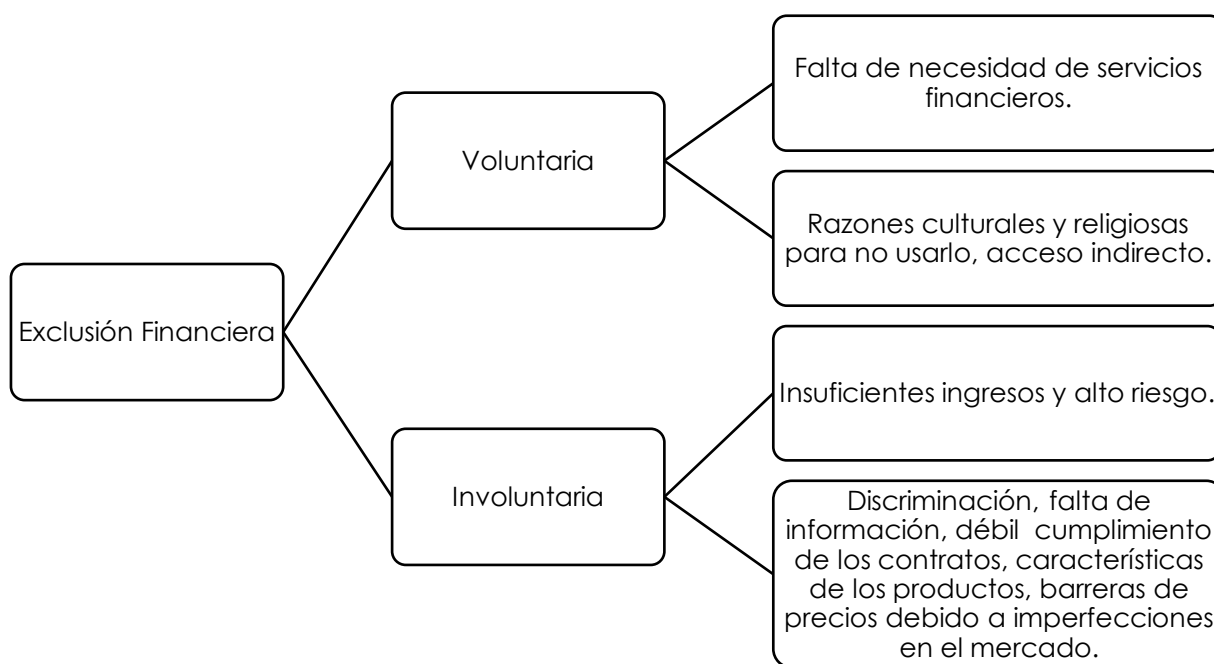 Exclusión Financiera
Voluntaria
Falta de necesidad de servicios
financieros.
Razones culturales y religiosas
para no usarlo, acceso indirecto.
Involuntaria
Insuficientes ingresos y alto riesgo.
Discriminación, falta de
información, débil  cumplimiento
de los contratos, características
de los productos, barreras de
precios debido a imperfecciones
en el mercado.